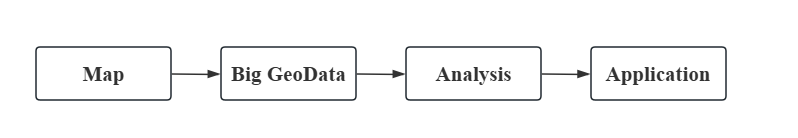 Map
Big GeoData
Analysis
Application